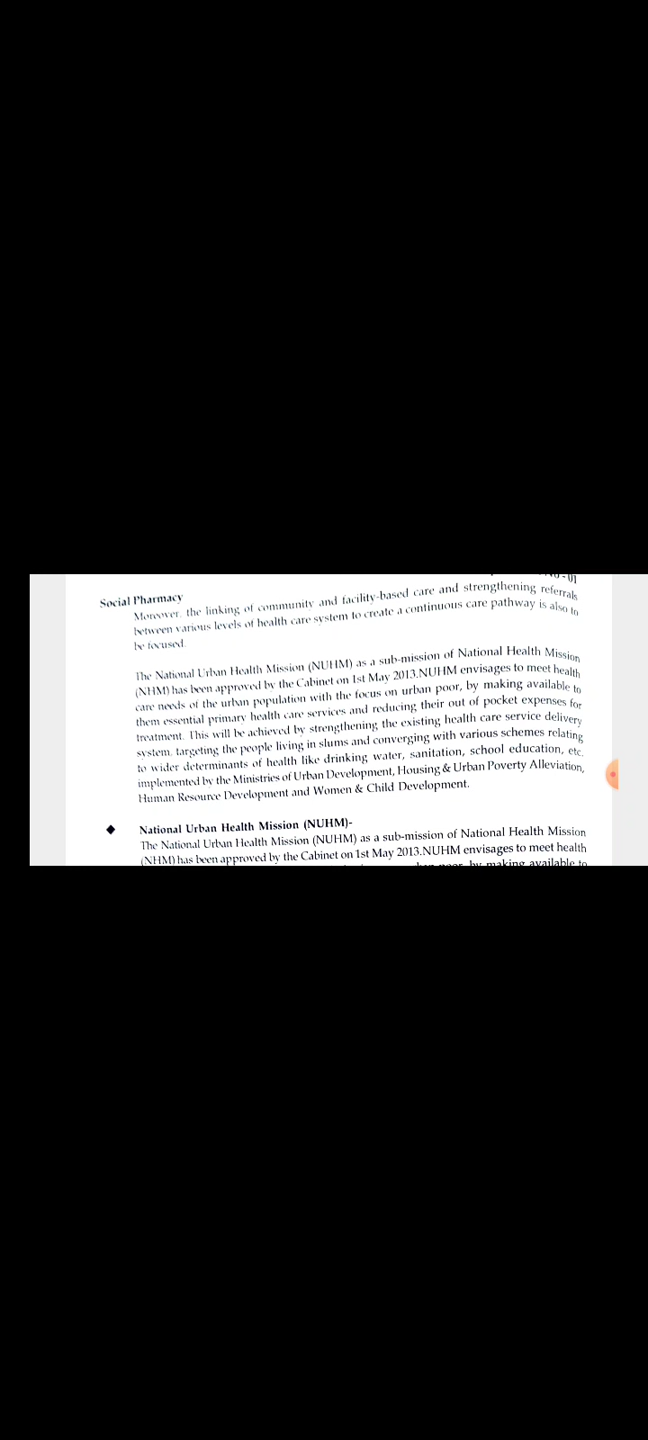 - 01
Social Pharmacy
Moreover, the linking of community and facility-based care and strengthening referrals
between various levels of health care system to create a continuous care pathway is also to
be focused.
The National Urban Health Mission (NUHM) as a sub-mission of National Health Mission
(NHM) has been approved by the Cabinet on 1st May 2013.NUHM envisages to meet health
care needs of the urban population with the focus on urban poor, by making available to
them essential primary health care services and reducing their out of pocket expenses for
treatment. This will be achieved by strengthening the existing health care service delivery
system, targeting the people living in slums and converging with various schemes relating
to wider determinants of health like drinking water, sanitation, school education, etc.
implemented by the Ministries of Urban Development, Housing & Urban Poverty Alleviation,
Human Resource Development and Women & Child Development.
◆ National Urban Health Mission (NUHM)-
The National Urban Health Mission (NUHM) as a sub-mission of National Health Mission
(NHM) has been approved by the Cabinet on 1st May 2013.NUHM envisages to meet health
by making available to